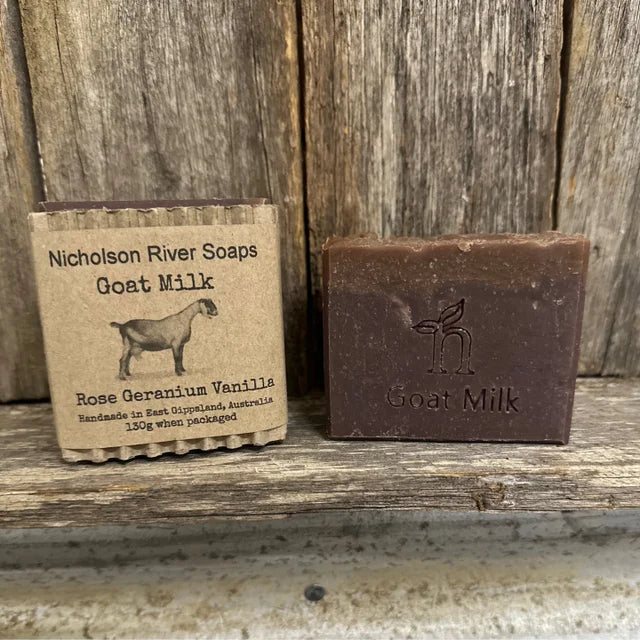 Nicholson River Soaps
Goat Milk
Rose Geranium Vanilla
Handmade in East Gippsland, Australia
130g when packaged
n
Goat Milk